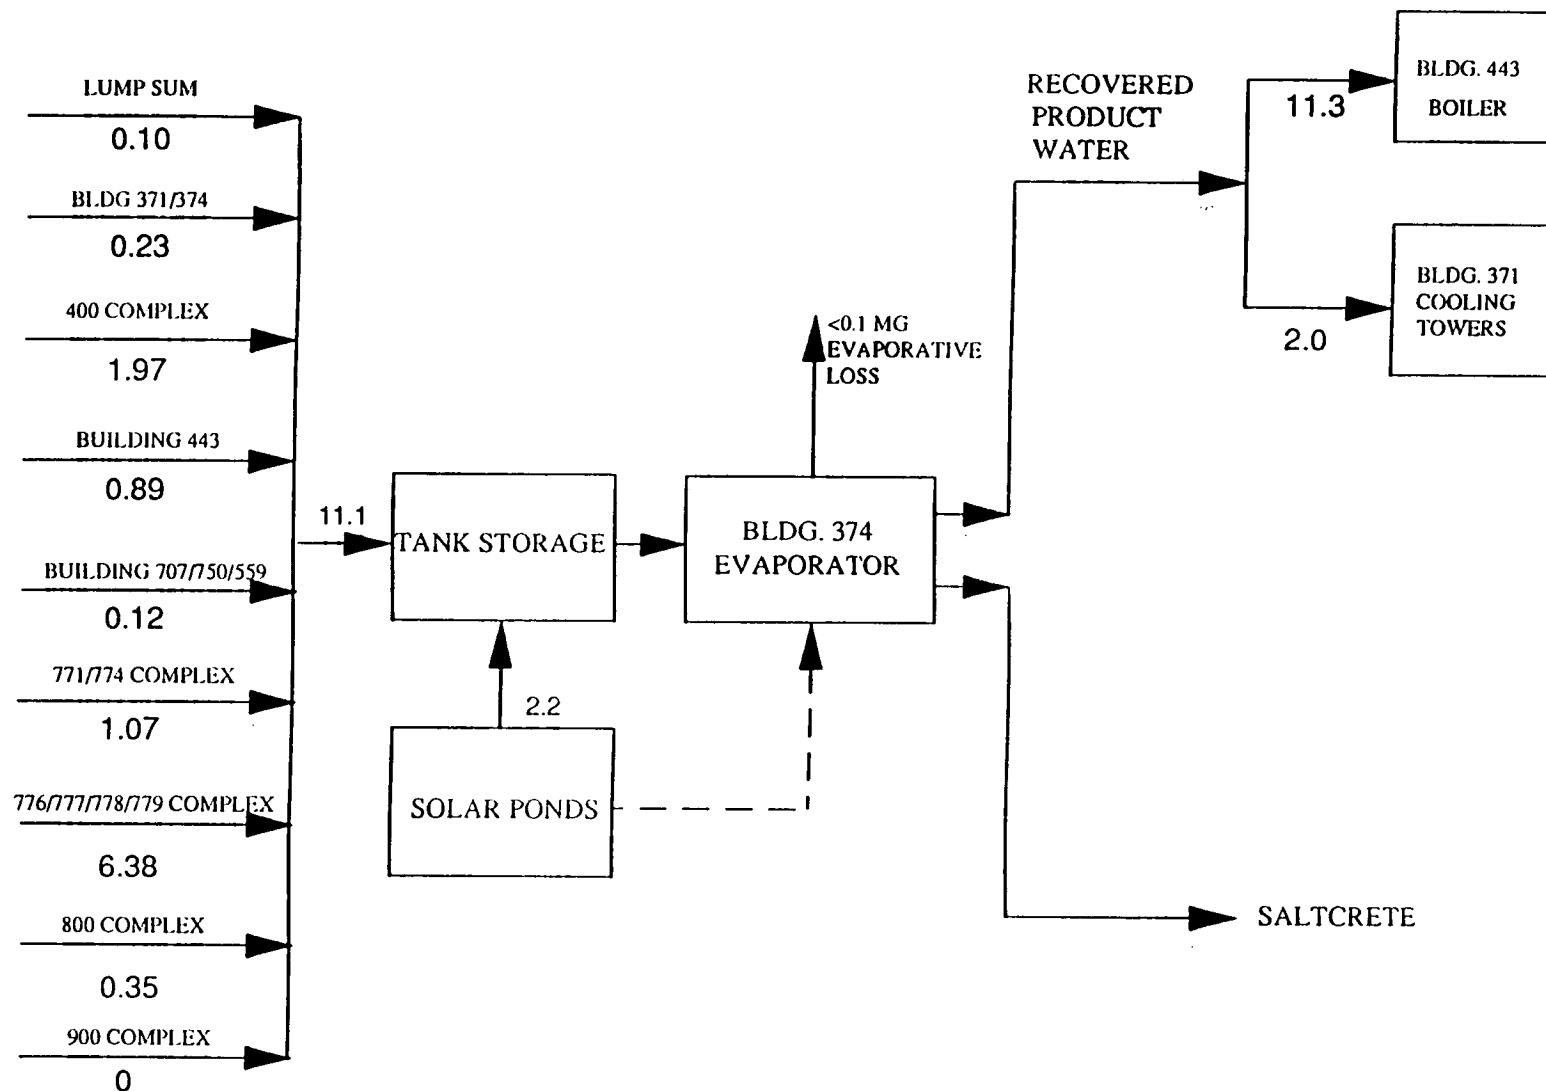 LUMP SUM
0.10
BLDG 371/374
0.23
400 COMPLEX
1.97
BUILDING 443
0.89
BUILDING 707/750/559
0.12
771/774 COMPLEX
1.07
776/777/778/779 COMPLEX
6.38
800 COMPLEX
0.35
900 COMPLEX
0
11.1
TANK STORAGE
2.2
SOLAR PONDS
<0.1 MG
EVAPORATIVE
LOSS
BLDG. 374
EVAPORATOR
RECOVERED
PRODUCT
WATER
11.3
BLDG. 443
BOILER
2.0
BLDG. 371
COOLING
TOWERS
SALTCRETE